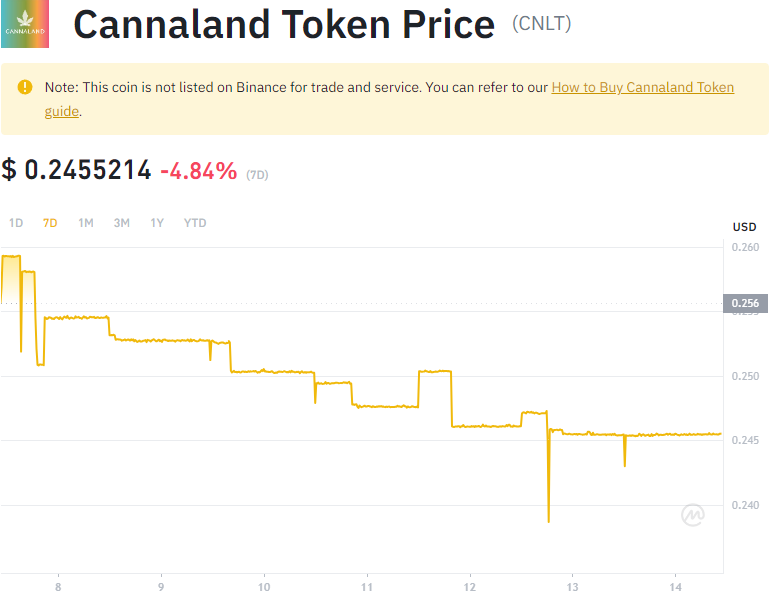 CANNALAND
Cannaland Token Price (CNLT)
Note: This coin is not listed on Binance for trade and service. You can refer to our How to Buy Cannaland Token
guide.
$ 0.2455214 -4.84% (7D)
1D 7D 1M 3M 1Y YTD
USD
0.260
0.256
0.250
0.245
0.240
8 9 10 11 12 13 14